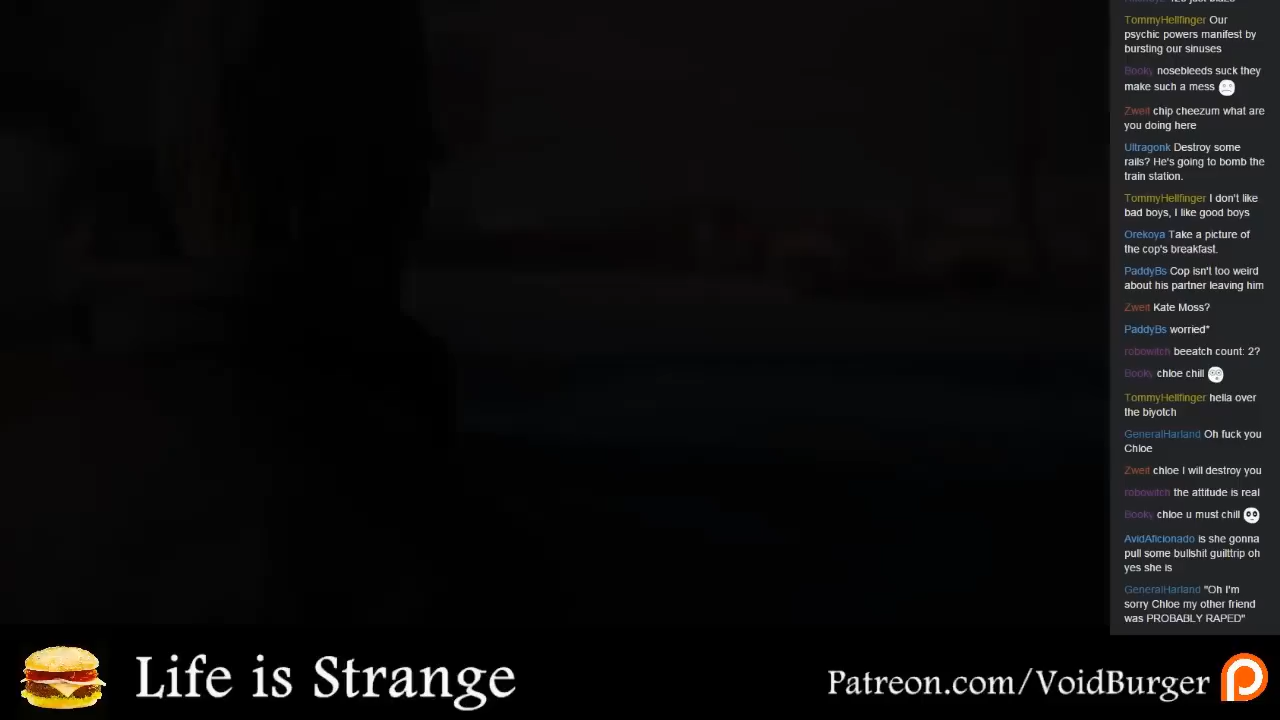 TommyHellfinger Our
psychic powers manifest by
bursting our sinuses
Booky nosebleeds suck they
make such a mess
Zweit chip cheezum what are
you doing here
Ultragonk Destroy some
rails? He's going to bomb the
train station.
TommyHellfinger I don't like
bad boys, I like good boys
Orekoya Take a picture of
the cop's breakfast.
PaddyBs Cop isn't too weird
about his partner leaving him
Zweit Kate Moss?
PaddyBs worried*
robowitch beeatch count: 2?
Booky chloe chill
TommyHellfinger hella over
the biyotch
GeneralHarland Oh fuck you
Chloe
Zweit chloe I will destroy you
robowitch the attitude is real
Booky chloe u must chill
AvidAficionado is she gonna
pull some bullshit guilttrip oh
yes she is
GeneralHarland "Oh I'm
sorry Chloe my other friend
was PROBABLY RAPED"
Life is Strange
Patreon.com/VoidBurger